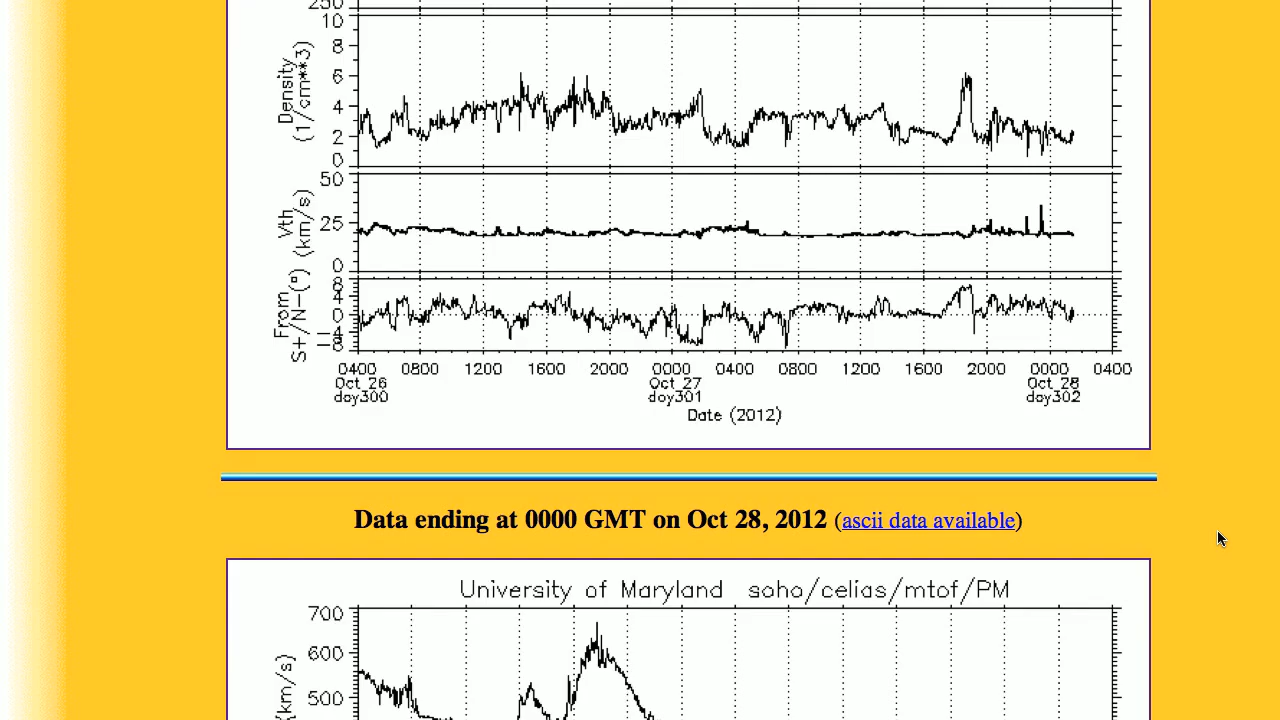 250
10
8
6
4
2
0
Density
(1/cm**3)
50
25
0
Vth
(km/s)
8
4
0
−4
−8
From
S+/N−(°)
0400 0800 1200 1600 2000 0000 0400 0800 1200 1600 2000 0000 0400
Oct 26 Oct 27 Oct 28
day300 day301 day302
Date (2012)
Data ending at 0000 GMT on Oct 28, 2012 (ascii data available)
University of Maryland soho/celias/mtof/PM
700
600
500
(km/s)